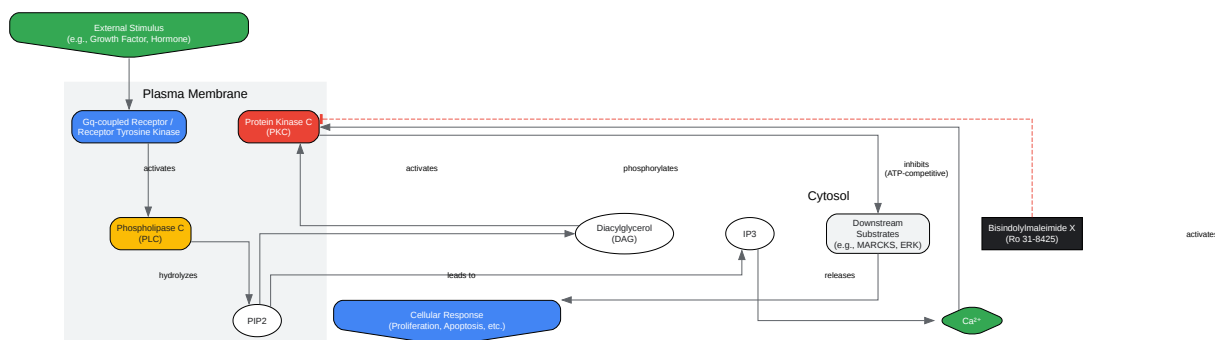 External Stimulus
(e.g., Growth Factor, Hormone)
Plasma Membrane
Gq-coupled Receptor /
Receptor Tyrosine Kinase
Protein Kinase C
(PKC)
activates
activates
phosphorylates
inhibits
(ATP-competitive)
Cytosol
Phospholipase C
(PLC)
Diacylglycerol
(DAG)
IP3
Downstream
Substrates
(e.g., MARCKS, ERK)
Bisindolylmaleimide X
(Ro 31-8425)
activates
hydrolyzes
leads to
releases
PIP2
Cellular Response
(Proliferation, Apoptosis, etc.)
Ca²⁺